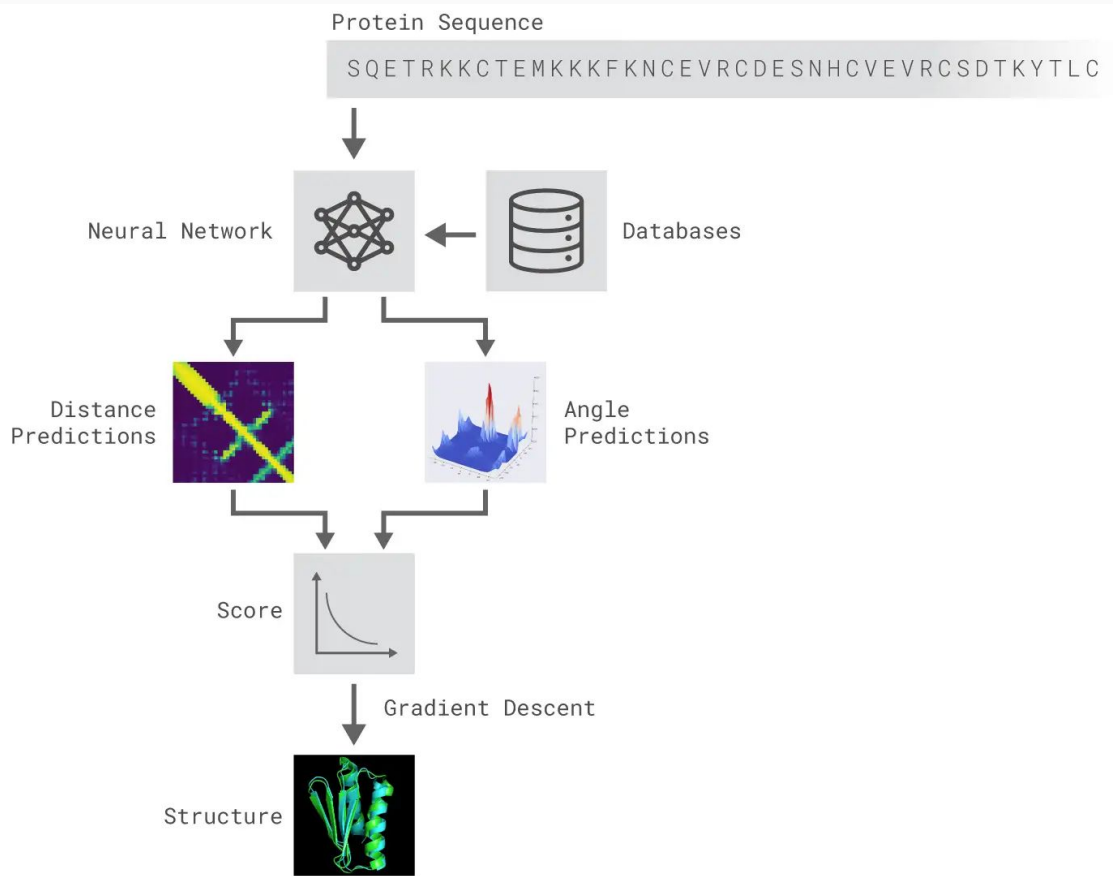 Protein Sequence
SQETRKKCTEMKKKFKNCEVRCDESNHCVEVRCSDTKYTLC
Neural Network
Databases
Distance
Predictions
Angle
Predictions
Score
Gradient Descent
Structure